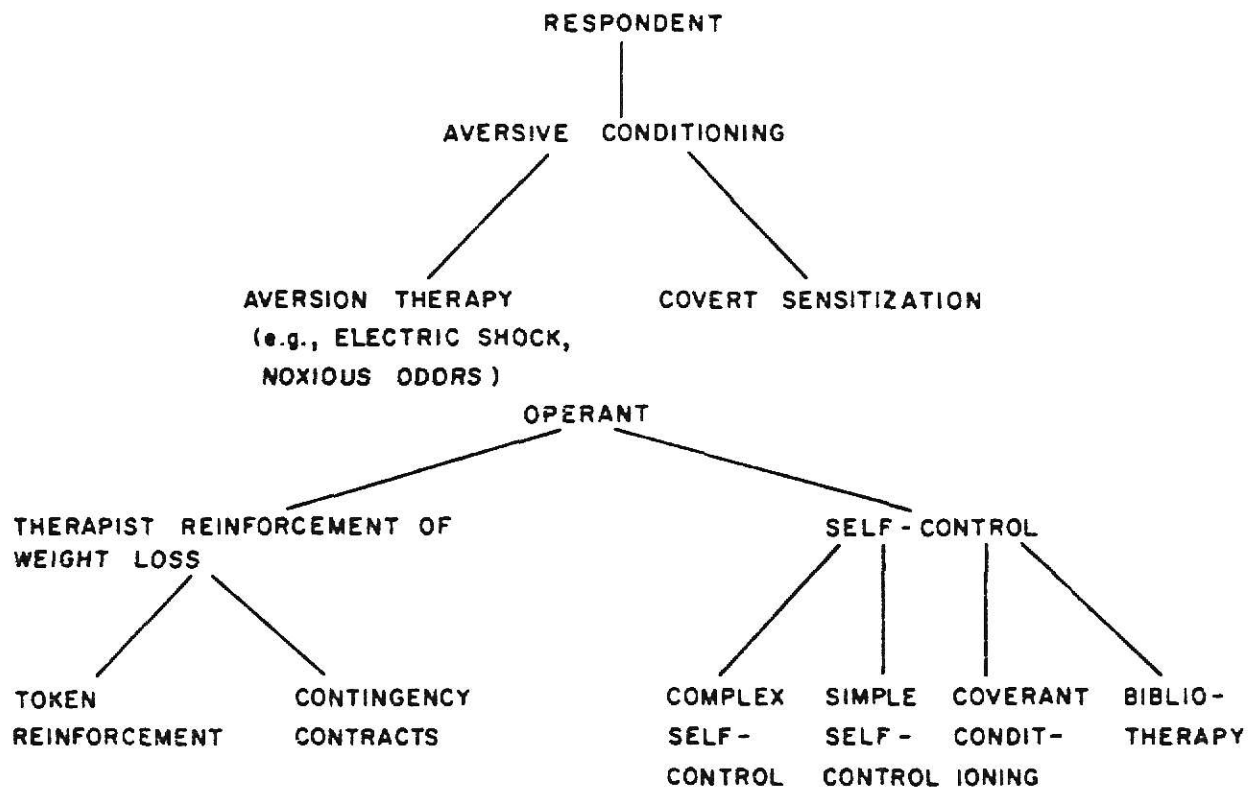 RESPONDENT
AVERSIVE CONDITIONING
AVERSION THERAPY
(e.g., ELECTRIC SHOCK,
NOXIOUS ODORS)
COVERT SENSITIZATION
OPERANT
THERAPIST REINFORCEMENT OF
WEIGHT LOSS
SELF-CONTROL
TOKEN
REINFORCEMENT
CONTINGENCY
CONTRACTS
COMPLEX
SELF-
CONTROL
SIMPLE
SELF-
CONTROL
COVERANT
CONDIT-
IONING
BIBLIO-
THERAPY